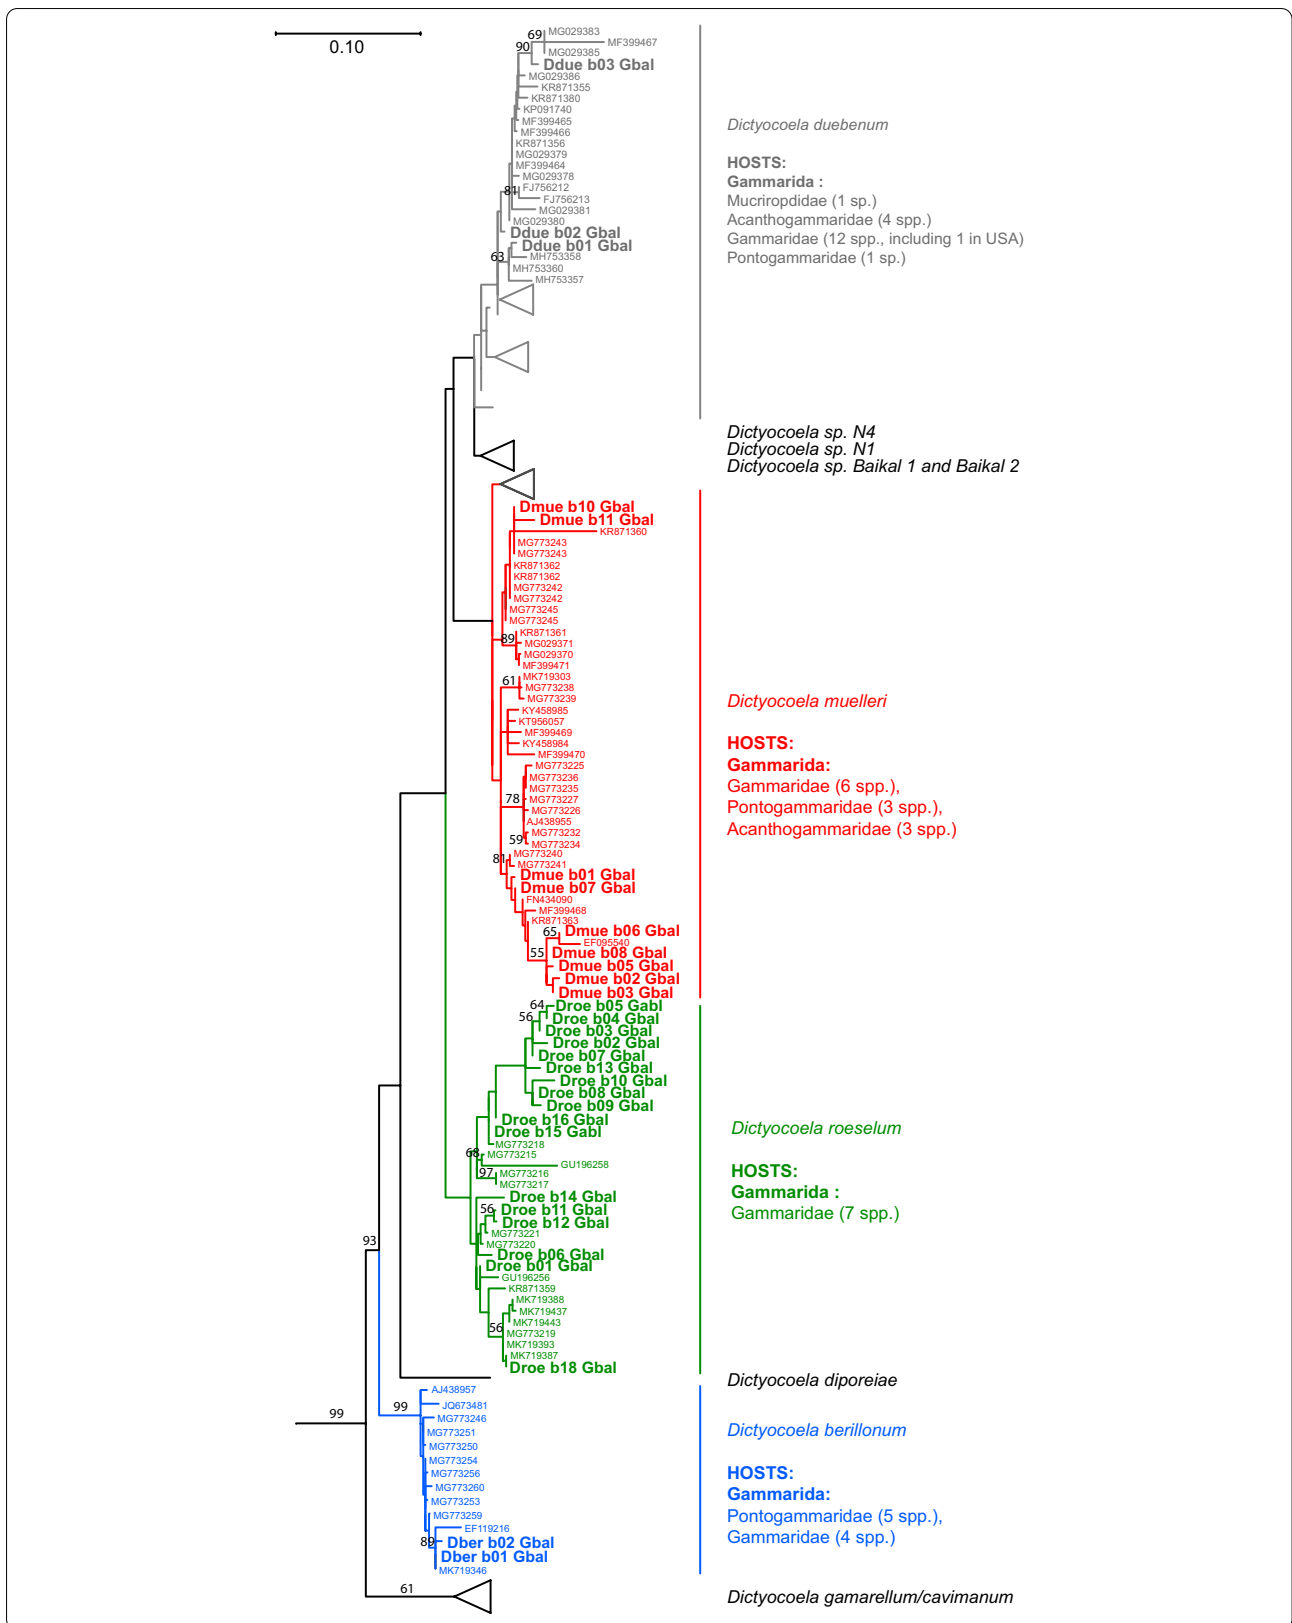 0.10
69
MG029383
MF399467
90
MG029385
Ddue b03 Gbal
MG029386
KR871355
KR871380
KP091740
MF399465
MF399466
KR871356
MG029379
MF399464
MG029378
81
FJ756212
FJ756213
MG029381
MG029380
Ddue b02 Gbal
Ddue b01 Gbal
63
MH753358
MH753360
MH753357
Dictyocoela duebenum
HOSTS:
Gammarida :
Mucriropdidae (1 sp.)
Acanthogammaridae (4 spp.)
Gammaridae (12 spp., including 1 in USA)
Pontogammaridae (1 sp.)
Dictyocoela sp. N4
Dictyocoela sp. N1
Dictyocoela sp. Baikal 1 and Baikal 2
Dmue b10 Gbal
Dmue b11 Gbal
KR871360
MG773243
MG773243
KR871362
KR871362
MG773242
MG773242
MG773245
MG773245
KR871361
89
MG029371
MG029370
MF399471
MK719303
61
MG773238
MG773239
KY458985
KT956057
MF399469
KY458984
MF399470
MG773225
MG773236
MG773235
78
MG773227
MG773226
AJ438955
MG773232
59
MG773234
MG773240
81
MG773241
Dmue b01 Gbal
Dmue b07 Gbal
FN434090
MF399468
KR871363
65
Dmue b06 Gbal
EF095540
55
Dmue b08 Gbal
Dmue b05 Gbal
Dmue b02 Gbal
Dmue b03 Gbal
Dictyocoela muelleri
HOSTS:
Gammarida:
Gammaridae (6 spp.),
Pontogammaridae (3 spp.),
Acanthogammaridae (3 spp.)
64
Droe b05 Gabl
56
Droe b04 Gbal
Droe b03 Gbal
Droe b02 Gbal
Droe b07 Gbal
Droe b13 Gbal
Droe b10 Gbal
Droe b08 Gbal
Droe b09 Gbal
Droe b16 Gbal
Droe b15 Gabl
MG773218
68
MG773215
GU196258
97
MG773216
MG773217
Droe b14 Gbal
56
Droe b11 Gbal
Droe b12 Gbal
MG773221
MG773220
Droe b06 Gbal
Droe b01 Gbal
GU196256
KR871359
MK719388
MK719437
MK719443
56
MG773219
MK719393
MK719387
Droe b18 Gbal
Dictyocoela roeselum
HOSTS:
Gammarida :
Gammaridae (7 spp.)
93
Dictyocoela diporeiae
AJ438957
99
JQ673481
99
MG773246
MG773251
MG773250
MG773254
MG773256
MG773260
MG773253
MG773259
EF119216
89
Dber b02 Gbal
Dber b01 Gbal
MK719346
Dictyocoela berillonum
HOSTS:
Gammarida:
Pontogammaridae (5 spp.),
Gammaridae (4 spp.)
61
Dictyocoela gamarellum/cavimanum